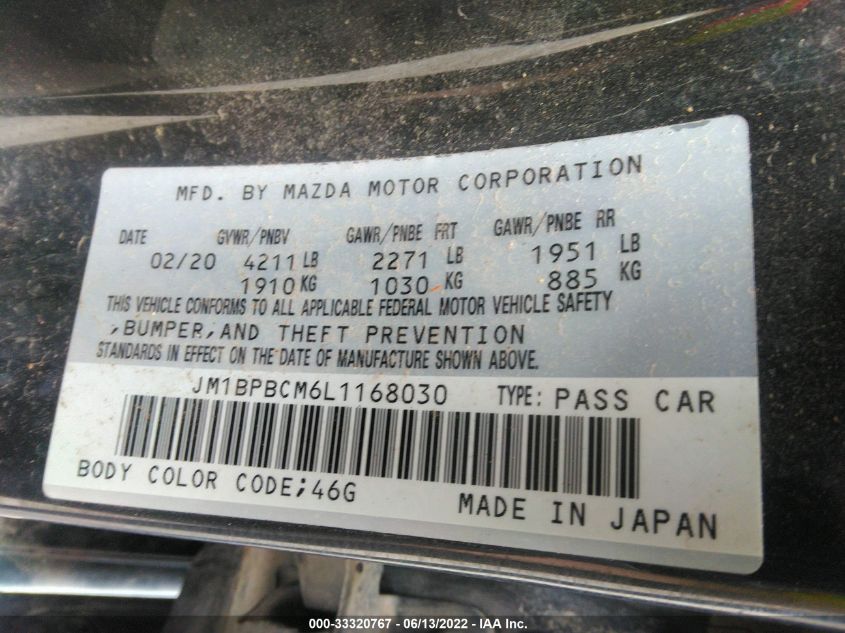 MFD. BY MAZDA MOTOR CORPORATION
DATE GVWR/PNBV GAWR/PNBE FRT GAWR/PNBE RR
02/20 4211 LB 2271 LB 1951 LB
1910 KG 1030 KG 885 KG
THIS VEHICLE CONFORMS TO ALL APPLICABLE FEDERAL MOTOR VEHICLE SAFETY
,BUMPER,AND THEFT PREVENTION
STANDARDS IN EFFECT ON THE DATE OF MANUFACTURE SHOWN ABOVE.
JM1BPBCM6L1168030 TYPE: PASS CAR
BODY COLOR CODE;46G
MADE IN JAPAN
000-33320767 - 06/13/2022 - IAA Inc.